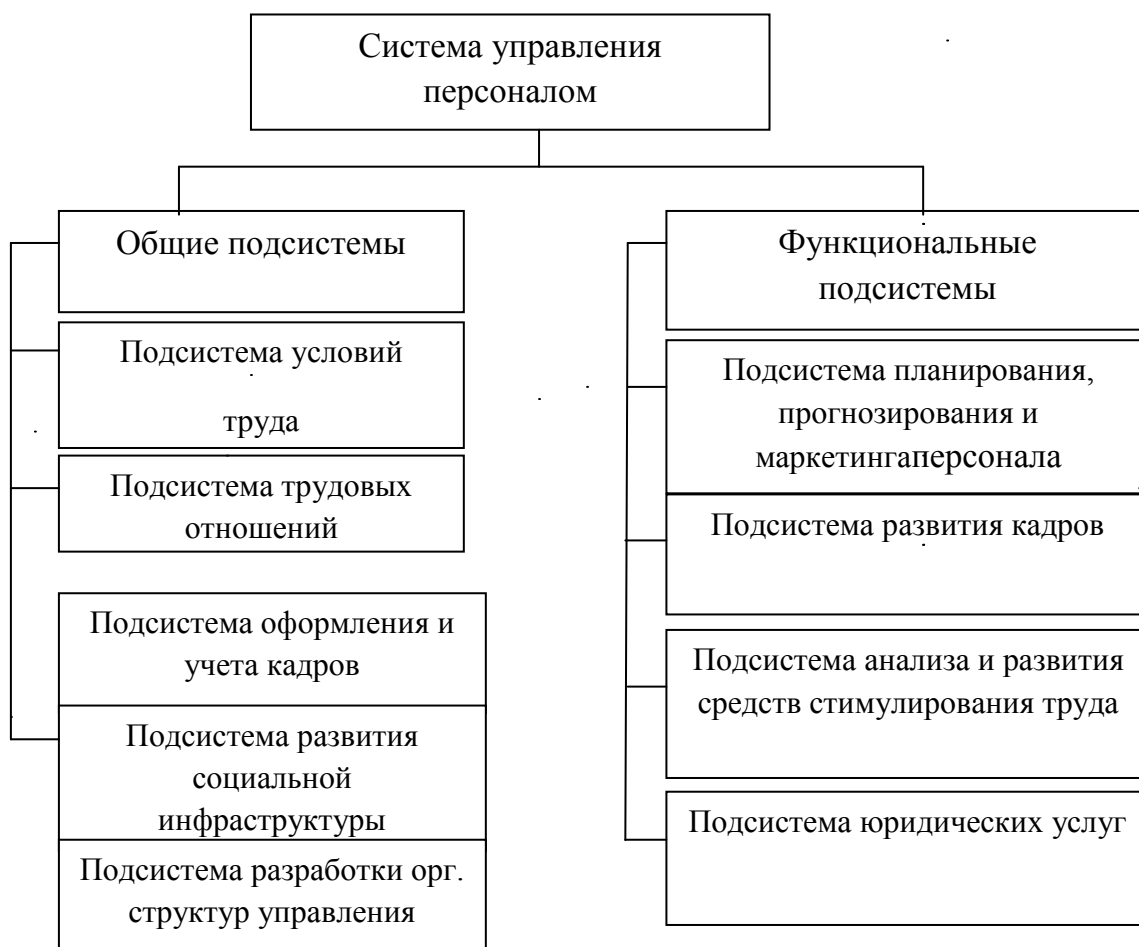 Система управления
персоналом
Общие подсистемы
Подсистема условий
труда
Подсистема трудовых
отношений
Подсистема оформления и
учета кадров
Подсистема развития
социальной
инфраструктуры
Подсистема разработки орг.
структур управления
Функциональные
подсистемы
Подсистема планирования,
прогнозирования и
маркетингаперсонала
Подсистема развития кадров
Подсистема анализа и развития
средств стимулирования труда
Подсистема юридических услуг